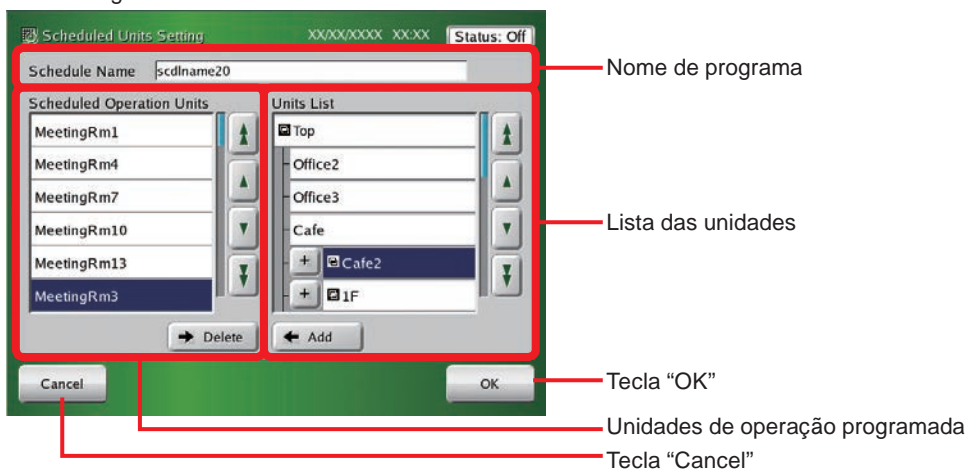 Scheduled Units Setting XX/XX/XXXX XX:XX Status: Off
Schedule Name scdlname20
Nome de programa
Scheduled Operation Units
MeetingRm1
MeetingRm4
MeetingRm7
MeetingRm10
MeetingRm13
MeetingRm3
Delete
Units List
Top
Office2
Office3
Cafe
+ Cafe2
+ 1F
Add
Lista das unidades
Cancel
OK
Tecla “OK”
Unidades de operação programada
Tecla “Cancel”